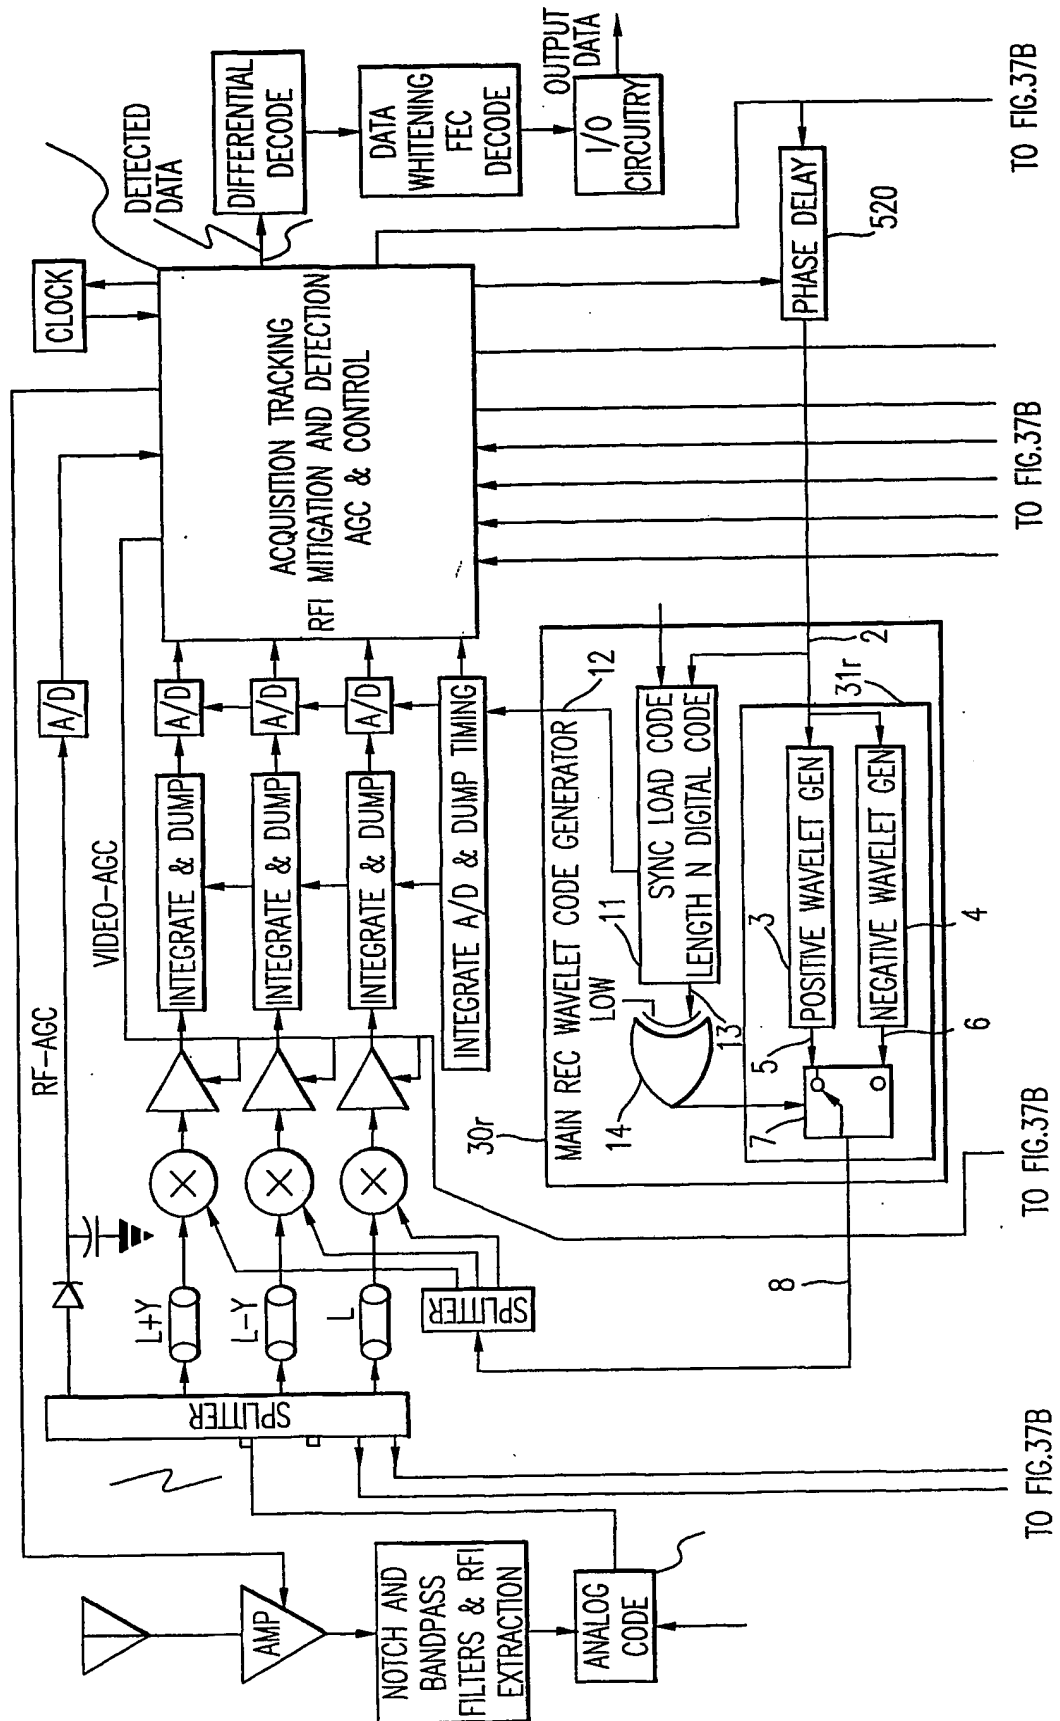 AMP
NOTCH AND
BANDPASS
FILTERS & RFI
EXTRACTION
ANALOG
CODE
SPLITTER
L+Y
L-Y
L
SPLITTER
RF-AGC
VIDEO-AGC
INTEGRATE & DUMP
INTEGRATE & DUMP
INTEGRATE & DUMP
INTEGRATE A/D & DUMP TIMING
A/D
A/D
A/D
A/D
CLOCK
ACQUISITION TRACKING
RFI MITIGATION AND DETECTION
AGC & CONTROL
DETECTED
DATA
DIFFERENTIAL
DECODE
DATA
WHITENING
FEC
DECODE
I/O
CIRCUITRY
OUTPUT
DATA
PHASE DELAY
520
30r
MAIN REC WAVELET CODE GENERATOR
12
14
LOW
11
SYNC LOAD CODE
LENGTH N DIGITAL CODE
13
2
31r
3
POSITIVE WAVELET GEN
5
NEGATIVE WAVELET GEN
4
6
7
8
TO FIG.37B
TO FIG.37B
TO FIG.37B
TO FIG.37B